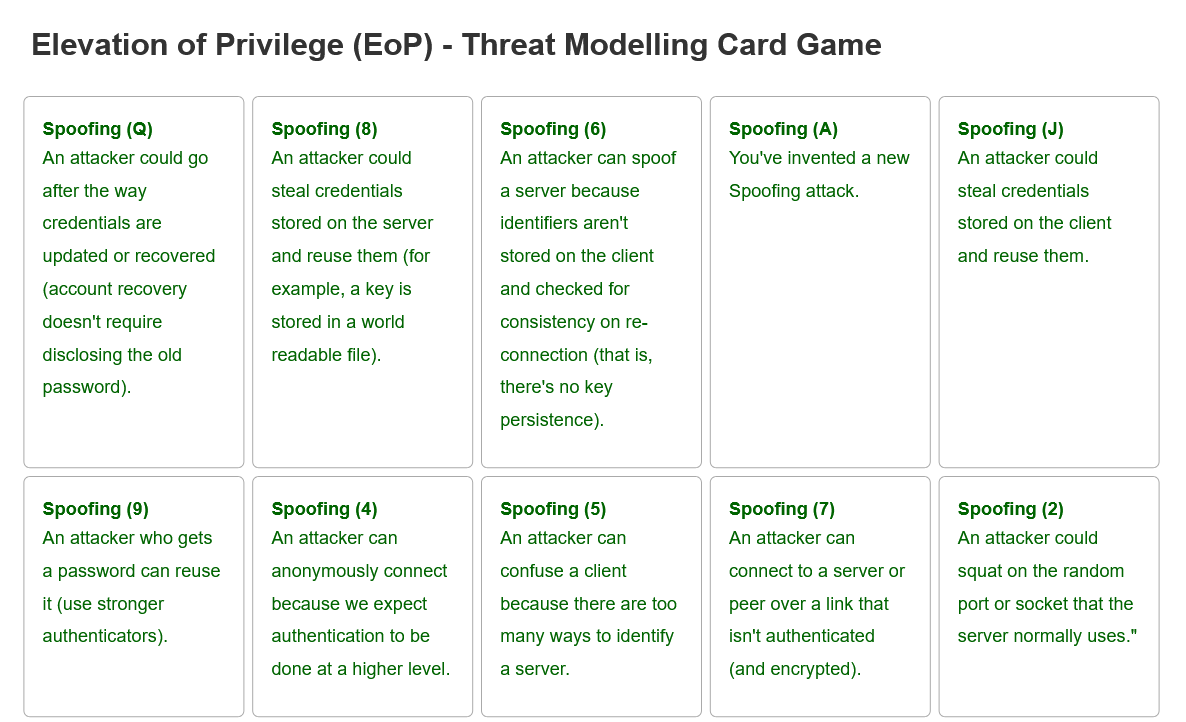 Elevation of Privilege (EoP) - Threat Modelling Card Game
Spoofing (Q)
An attacker could go
after the way
credentials are
updated or recovered
(account recovery
doesn't require
disclosing the old
password).
Spoofing (8)
An attacker could
steal credentials
stored on the server
and reuse them (for
example, a key is
stored in a world
readable file).
Spoofing (6)
An attacker can spoof
a server because
identifiers aren't
stored on the client
and checked for
consistency on re-
connection (that is,
there's no key
persistence).
Spoofing (A)
You've invented a new
Spoofing attack.
Spoofing (J)
An attacker could
steal credentials
stored on the client
and reuse them.
Spoofing (9)
An attacker who gets
a password can reuse
it (use stronger
authenticators).
Spoofing (4)
An attacker can
anonymously connect
because we expect
authentication to be
done at a higher level.
Spoofing (5)
An attacker can
confuse a client
because there are too
many ways to identify
a server.
Spoofing (7)
An attacker can
connect to a server or
peer over a link that
isn't authenticated
(and encrypted).
Spoofing (2)
An attacker could
squat on the random
port or socket that the
server normally uses."